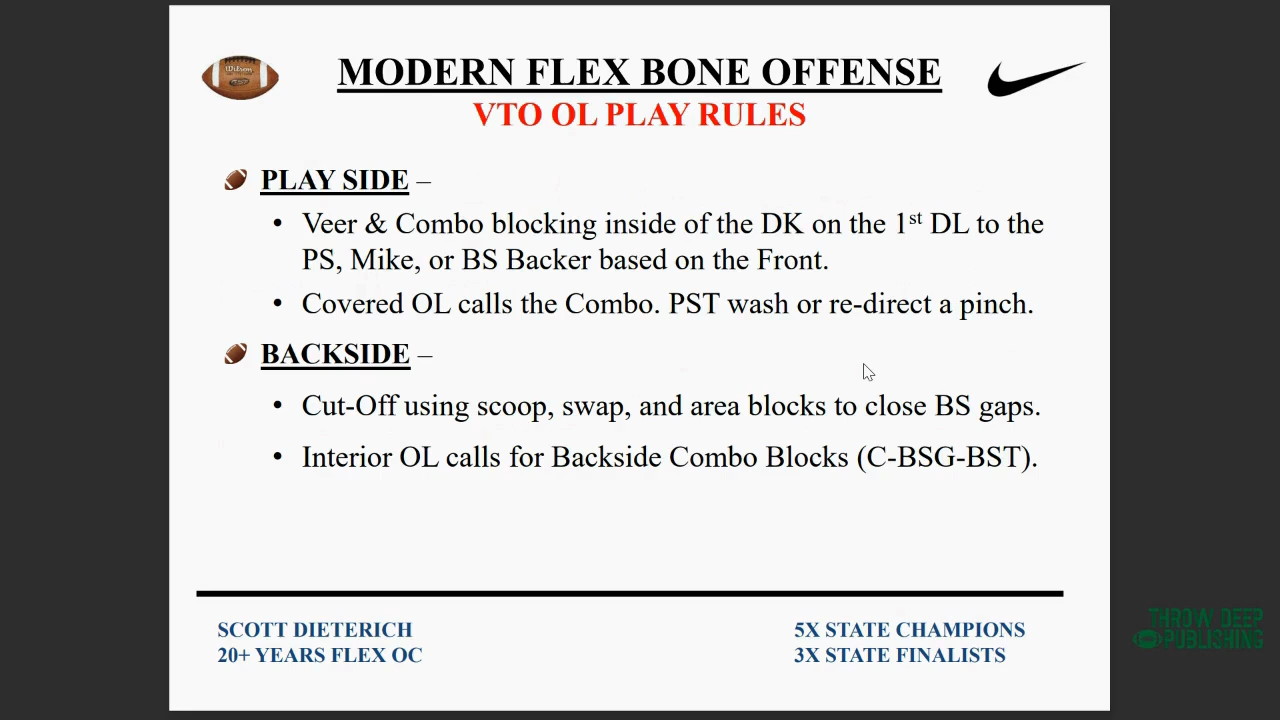 MODERN FLEX BONE OFFENSE
VTO OL PLAY RULES
PLAY SIDE –
• Veer & Combo blocking inside of the DK on the 1st DL to the
PS, Mike, or BS Backer based on the Front.
• Covered OL calls the Combo. PST wash or re-direct a pinch.
BACKSIDE –
• Cut-Off using scoop, swap, and area blocks to close BS gaps.
• Interior OL calls for Backside Combo Blocks (C-BSG-BST).
SCOTT DIETERICH
20+ YEARS FLEX OC
5X STATE CHAMPIONS
3X STATE FINALISTS
THROW DEEP
PUBLISHING
Wilson